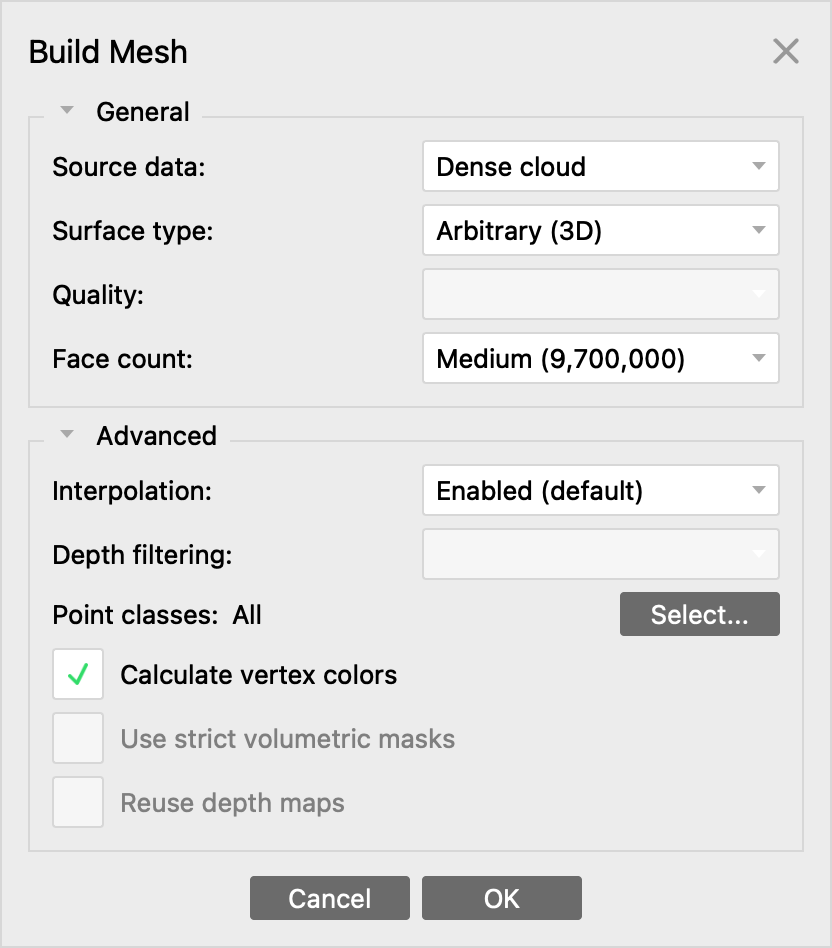 Build Mesh
General
Source data: Dense cloud
Surface type: Arbitrary (3D)
Quality:
Face count: Medium (9,700,000)
Advanced
Interpolation: Enabled (default)
Depth filtering:
Point classes: All Select...
Calculate vertex colors
Use strict volumetric masks
Reuse depth maps
Cancel OK